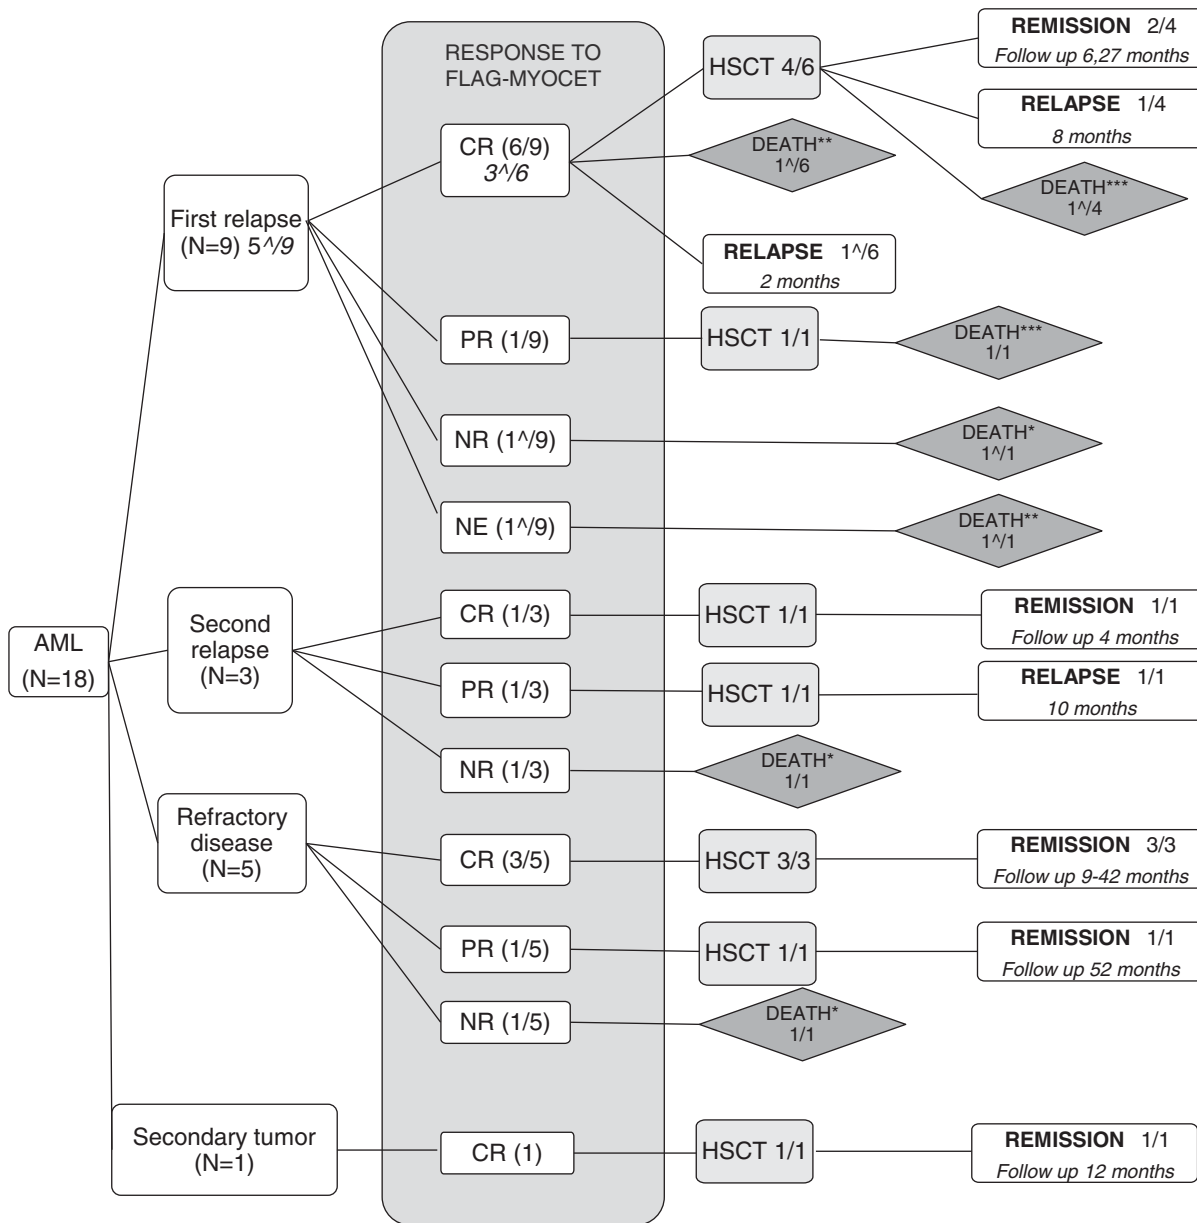 RESPONSE TO
FLAG-MYOCET
AML
(N=18)
First relapse
(N=9) 5^/9
CR (6/9)
3^/6
HSCT 4/6
REMISSION 2/4
Follow up 6,27 months
RELAPSE 1/4
8 months
DEATH***
1^/4
DEATH**
1^/6
RELAPSE 1^/6
2 months
PR (1/9)
HSCT 1/1
DEATH***
1/1
NR (1^/9)
DEATH*
1^/1
NE (1^/9)
DEATH**
1^/1
Second
relapse
(N=3)
CR (1/3)
HSCT 1/1
REMISSION 1/1
Follow up 4 months
PR (1/3)
HSCT 1/1
RELAPSE 1/1
10 months
NR (1/3)
DEATH*
1/1
Refractory
disease
(N=5)
CR (3/5)
HSCT 3/3
REMISSION 3/3
Follow up 9-42 months
PR (1/5)
HSCT 1/1
REMISSION 1/1
Follow up 52 months
NR (1/5)
DEATH*
1/1
Secondary tumor
(N=1)
CR (1)
HSCT 1/1
REMISSION 1/1
Follow up 12 months